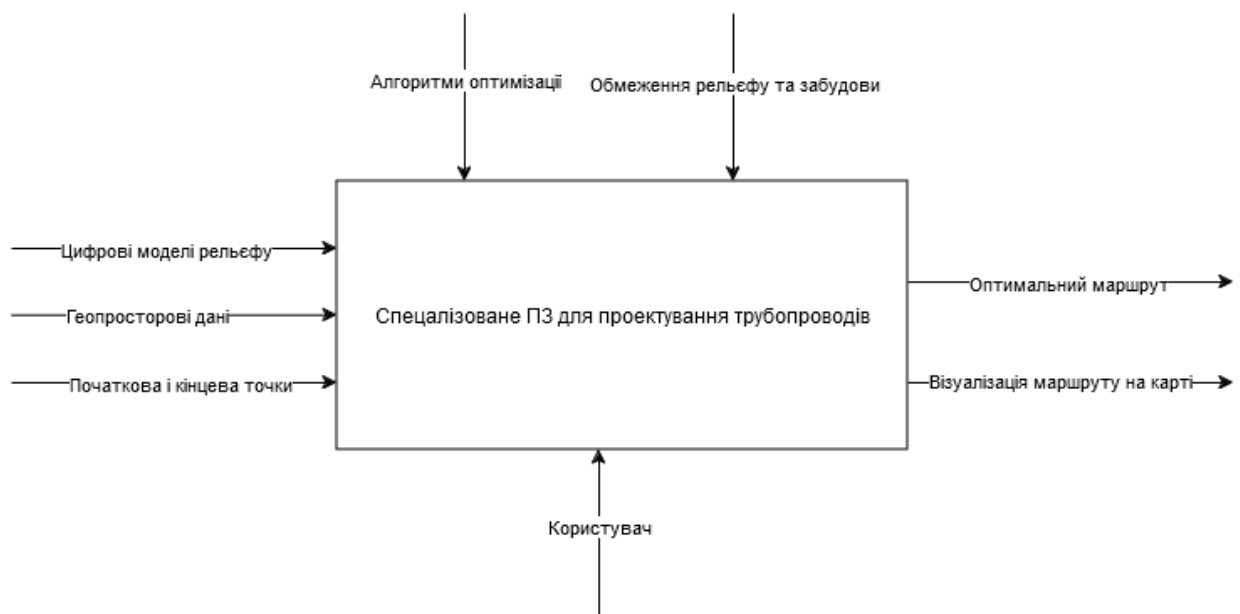 Алгоритми оптимізації
Обмеження рельєфу та забудови
Цифрові моделі рельєфу
Геопросторові дані
Початкова і кінцева точки
Спецалізоване ПЗ для проектування трубопроводів
Оптимальний маршрут
Візуалізація маршруту на карті
Користувач